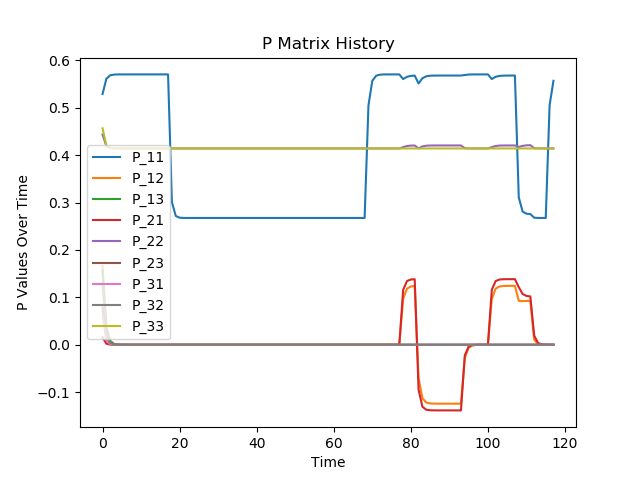 P Matrix History
P Values Over Time
0.6
0.5
0.4
0.3
0.2
0.1
0.0
−0.1
P_11
P_12
P_13
P_21
P_22
P_23
P_31
P_32
P_33
0 20 40 60 80 100 120
Time